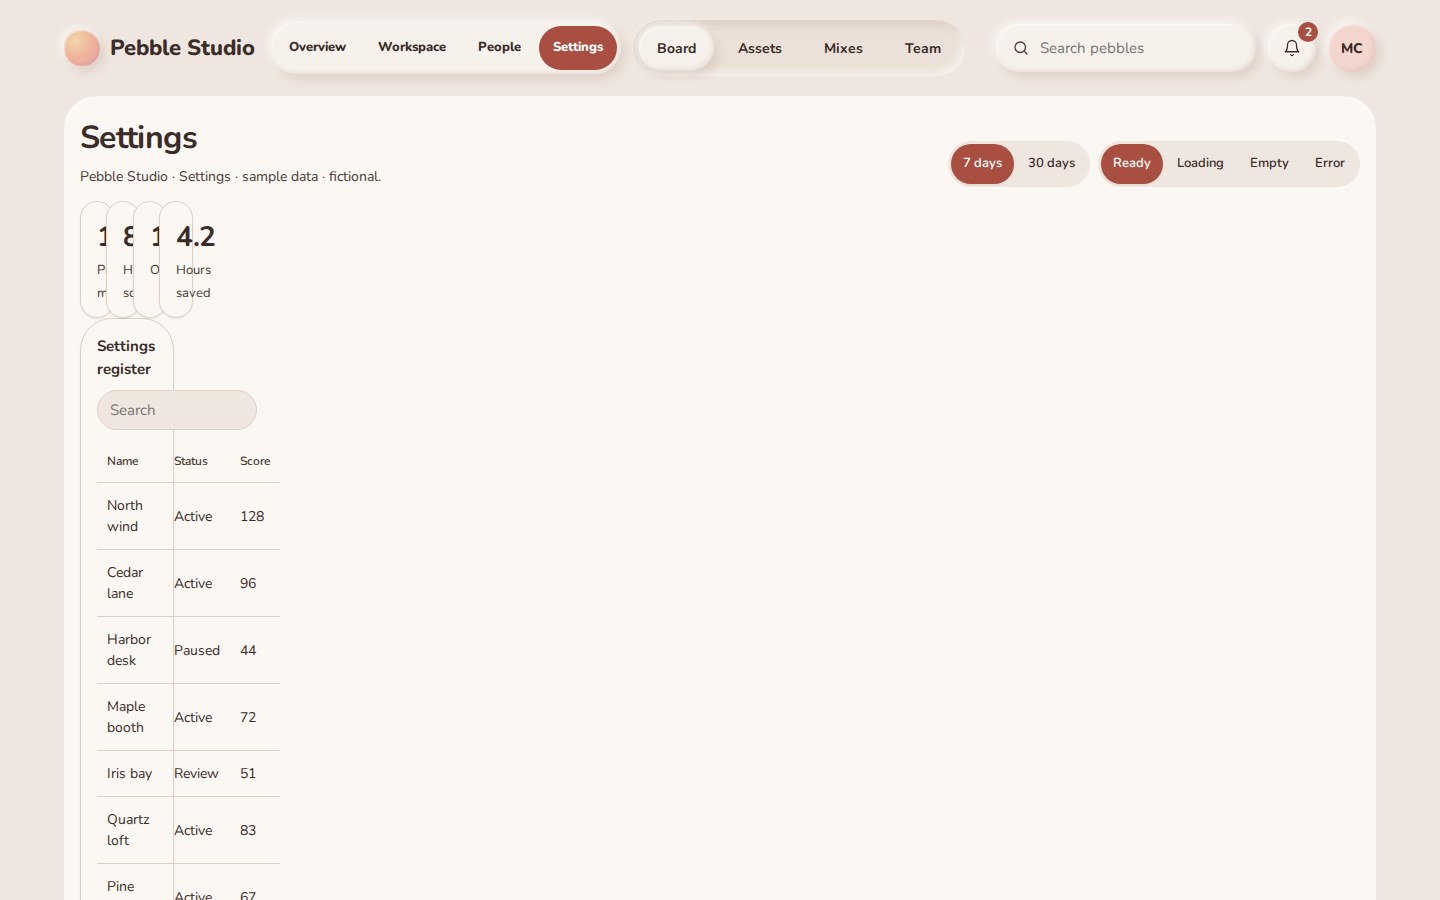 Pebble Studio
Overview
Workspace
People
Settings
Board
Assets
Mixes
Team
Search pebbles
2
MC
Settings
Pebble Studio · Settings · sample data · fictional.
7 days
30 days
Ready
Loading
Empty
Error
4.2
Hours
saved
Settings
register
Search
Name Status Score
North
wind
Active 128
Cedar
lane
Active 96
Harbor
desk
Paused 44
Maple
booth
Active 72
Iris bay Review 51
Quartz
loft
Active 83
Pine
Active 67